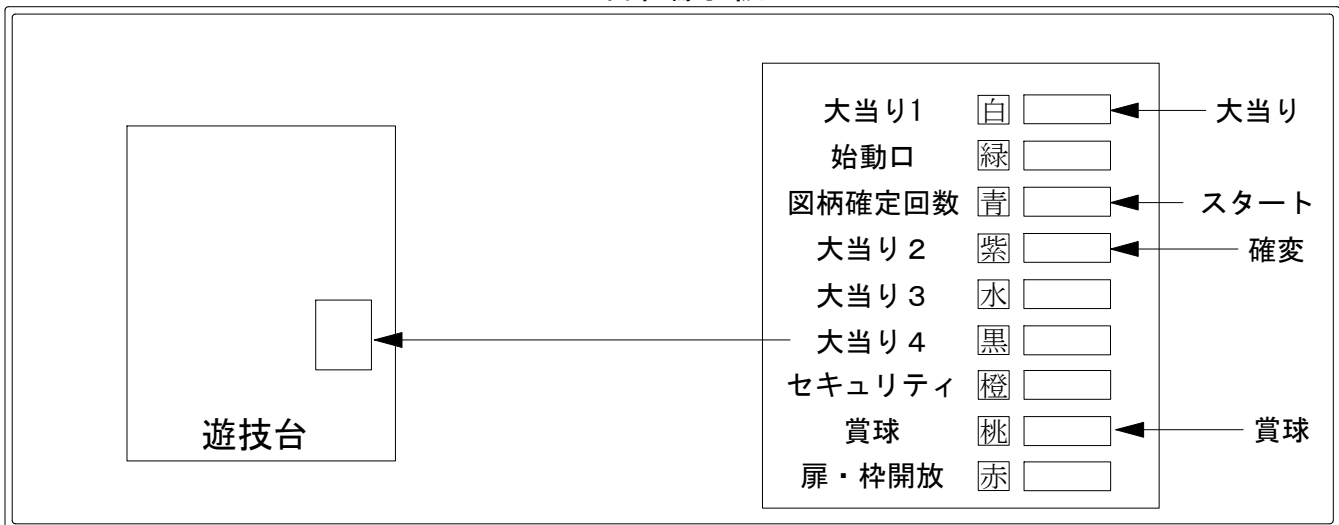 大当り1 白 大当り
始動口 緑
図柄確定回数 青 スタート
大当り２ 紫 確変
大当り３ 水
大当り４ 黒
セキュリティ 橙
賞球 桃 賞球
扉・枠開放 赤
遊技台